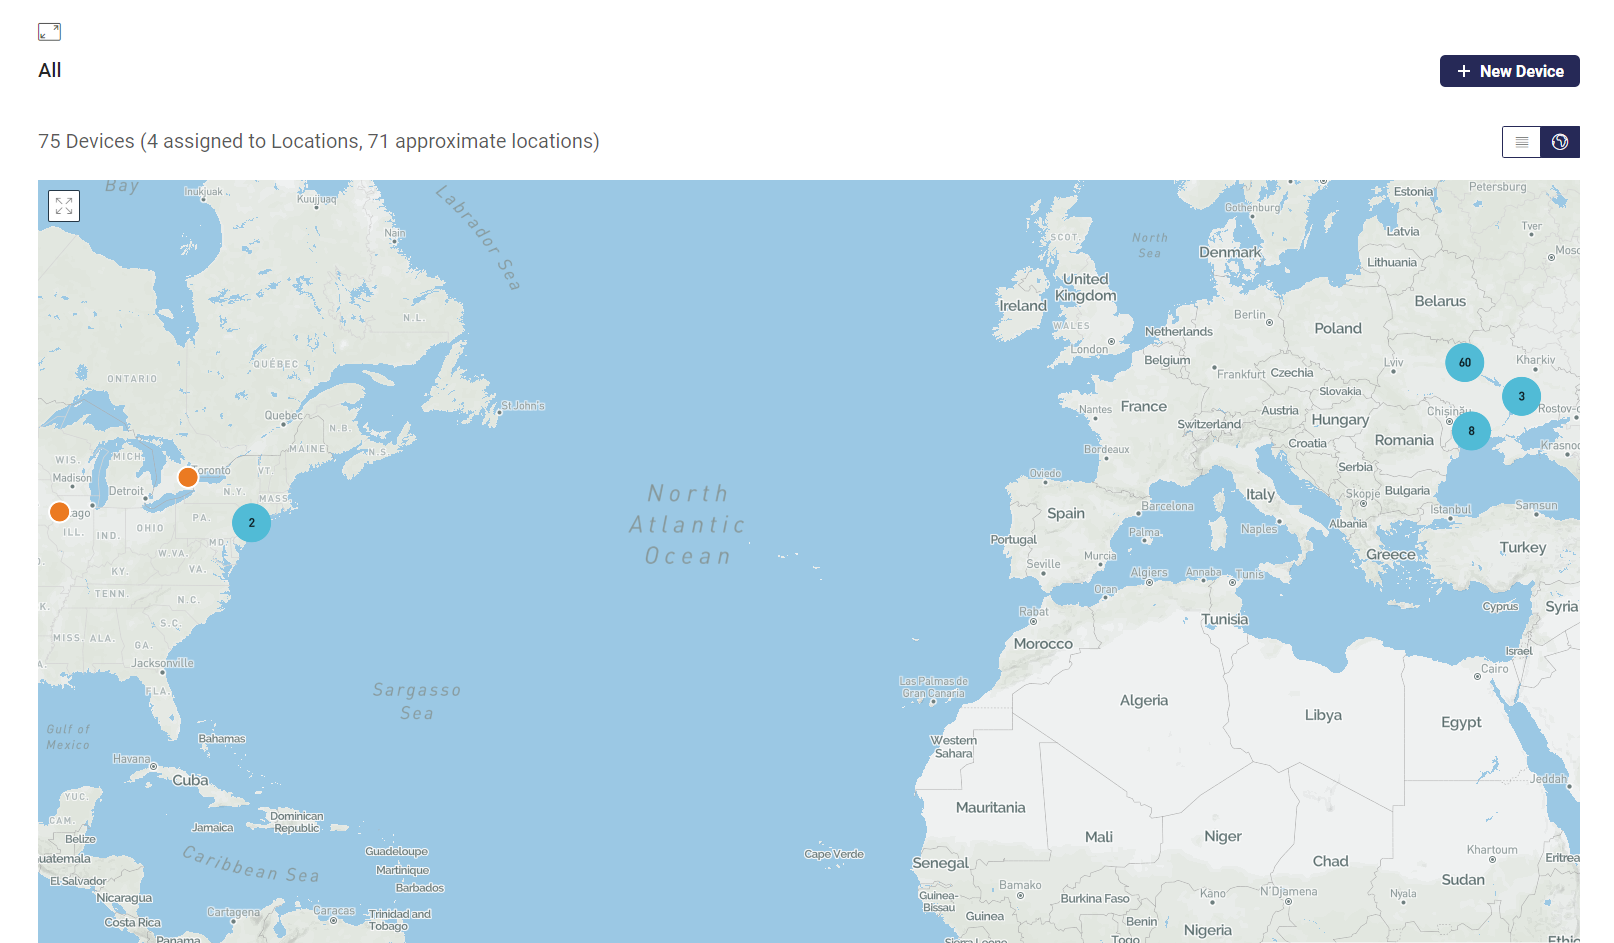 All
+ New Device
75 Devices (4 assigned to Locations, 71 approximate locations)
Bay
Inukjuak
Kuujjuaq
Labrador Sea
Nain
Estonia
Petersburg
Gothenburg
Latvia
Tver
SCOT.
North
Sea
Denmark
Mosc
Lithuania
United
Kingdom
Ireland
Belarus
N.L.
Berlin
Poland
WALES
Netherlands
London
Belgium
Lviv
60
Kharkiv
QUÉBEC
Frankfurt
Czechia
ONTARIO
Slovakia
3
St John's
Nantes
France
Austria
Chișinău
Rostov-o
Quebec
Switzerland
Hungary
N.B.
8
Romania
Croatia
Krasno
MAINE
N.S.
Bordeaux
WIS.
MICH.
Toronto
VT.
Serbia
Madison
Oviedo
Detroit
N.Y.
MASS.
Italy
Skopje
Bulgaria
ago
Spain
Barcelona
Istanbul
Samsun
North
Atlantic
Ocean
PA.
2
OHIO
ILL.
IND.
Naples
Albania
Palma
Portugal
MD.
W.VA.
Murcia
Greece
Turkey
Seville
KY.
VA.
Algiers
Annaba
Tunis
TENN.
N.C.
Oran
K.
Rabat
Cyprus
Syria
S.C.
Tunisia
MISS.
ALA.
GA.
Morocco
Israel
Jacksonville
Cairo
FLA.
Sargasso
Sea
Las Palmas de
Gran Canaria
Algeria
Libya
Egypt
Gulf of
Mexico
Bahamas
Western
Sahara
Havana
Cuba
Jeddah
YUC.
Mauritania
CAM.
Dominican
Republic
Jamaica
Mali
Niger
Belize
Guadeloupe
Cape Verde
Khartoum
uatemala
Caribbean Sea
Senegal
Chad
Eritrea
Martinique
El Salvador
Barbados
Bamako
Kano
N'Djamena
Nyala
Sudan
Nicaragua
Guinea-
Bissau
Burkina Faso
Cartagena
Caracas
Trinidad and
Tobago
Guinea
Costa Rica
Benin
Nigeria
Panama
Sierra Leone
Togo
Ethio